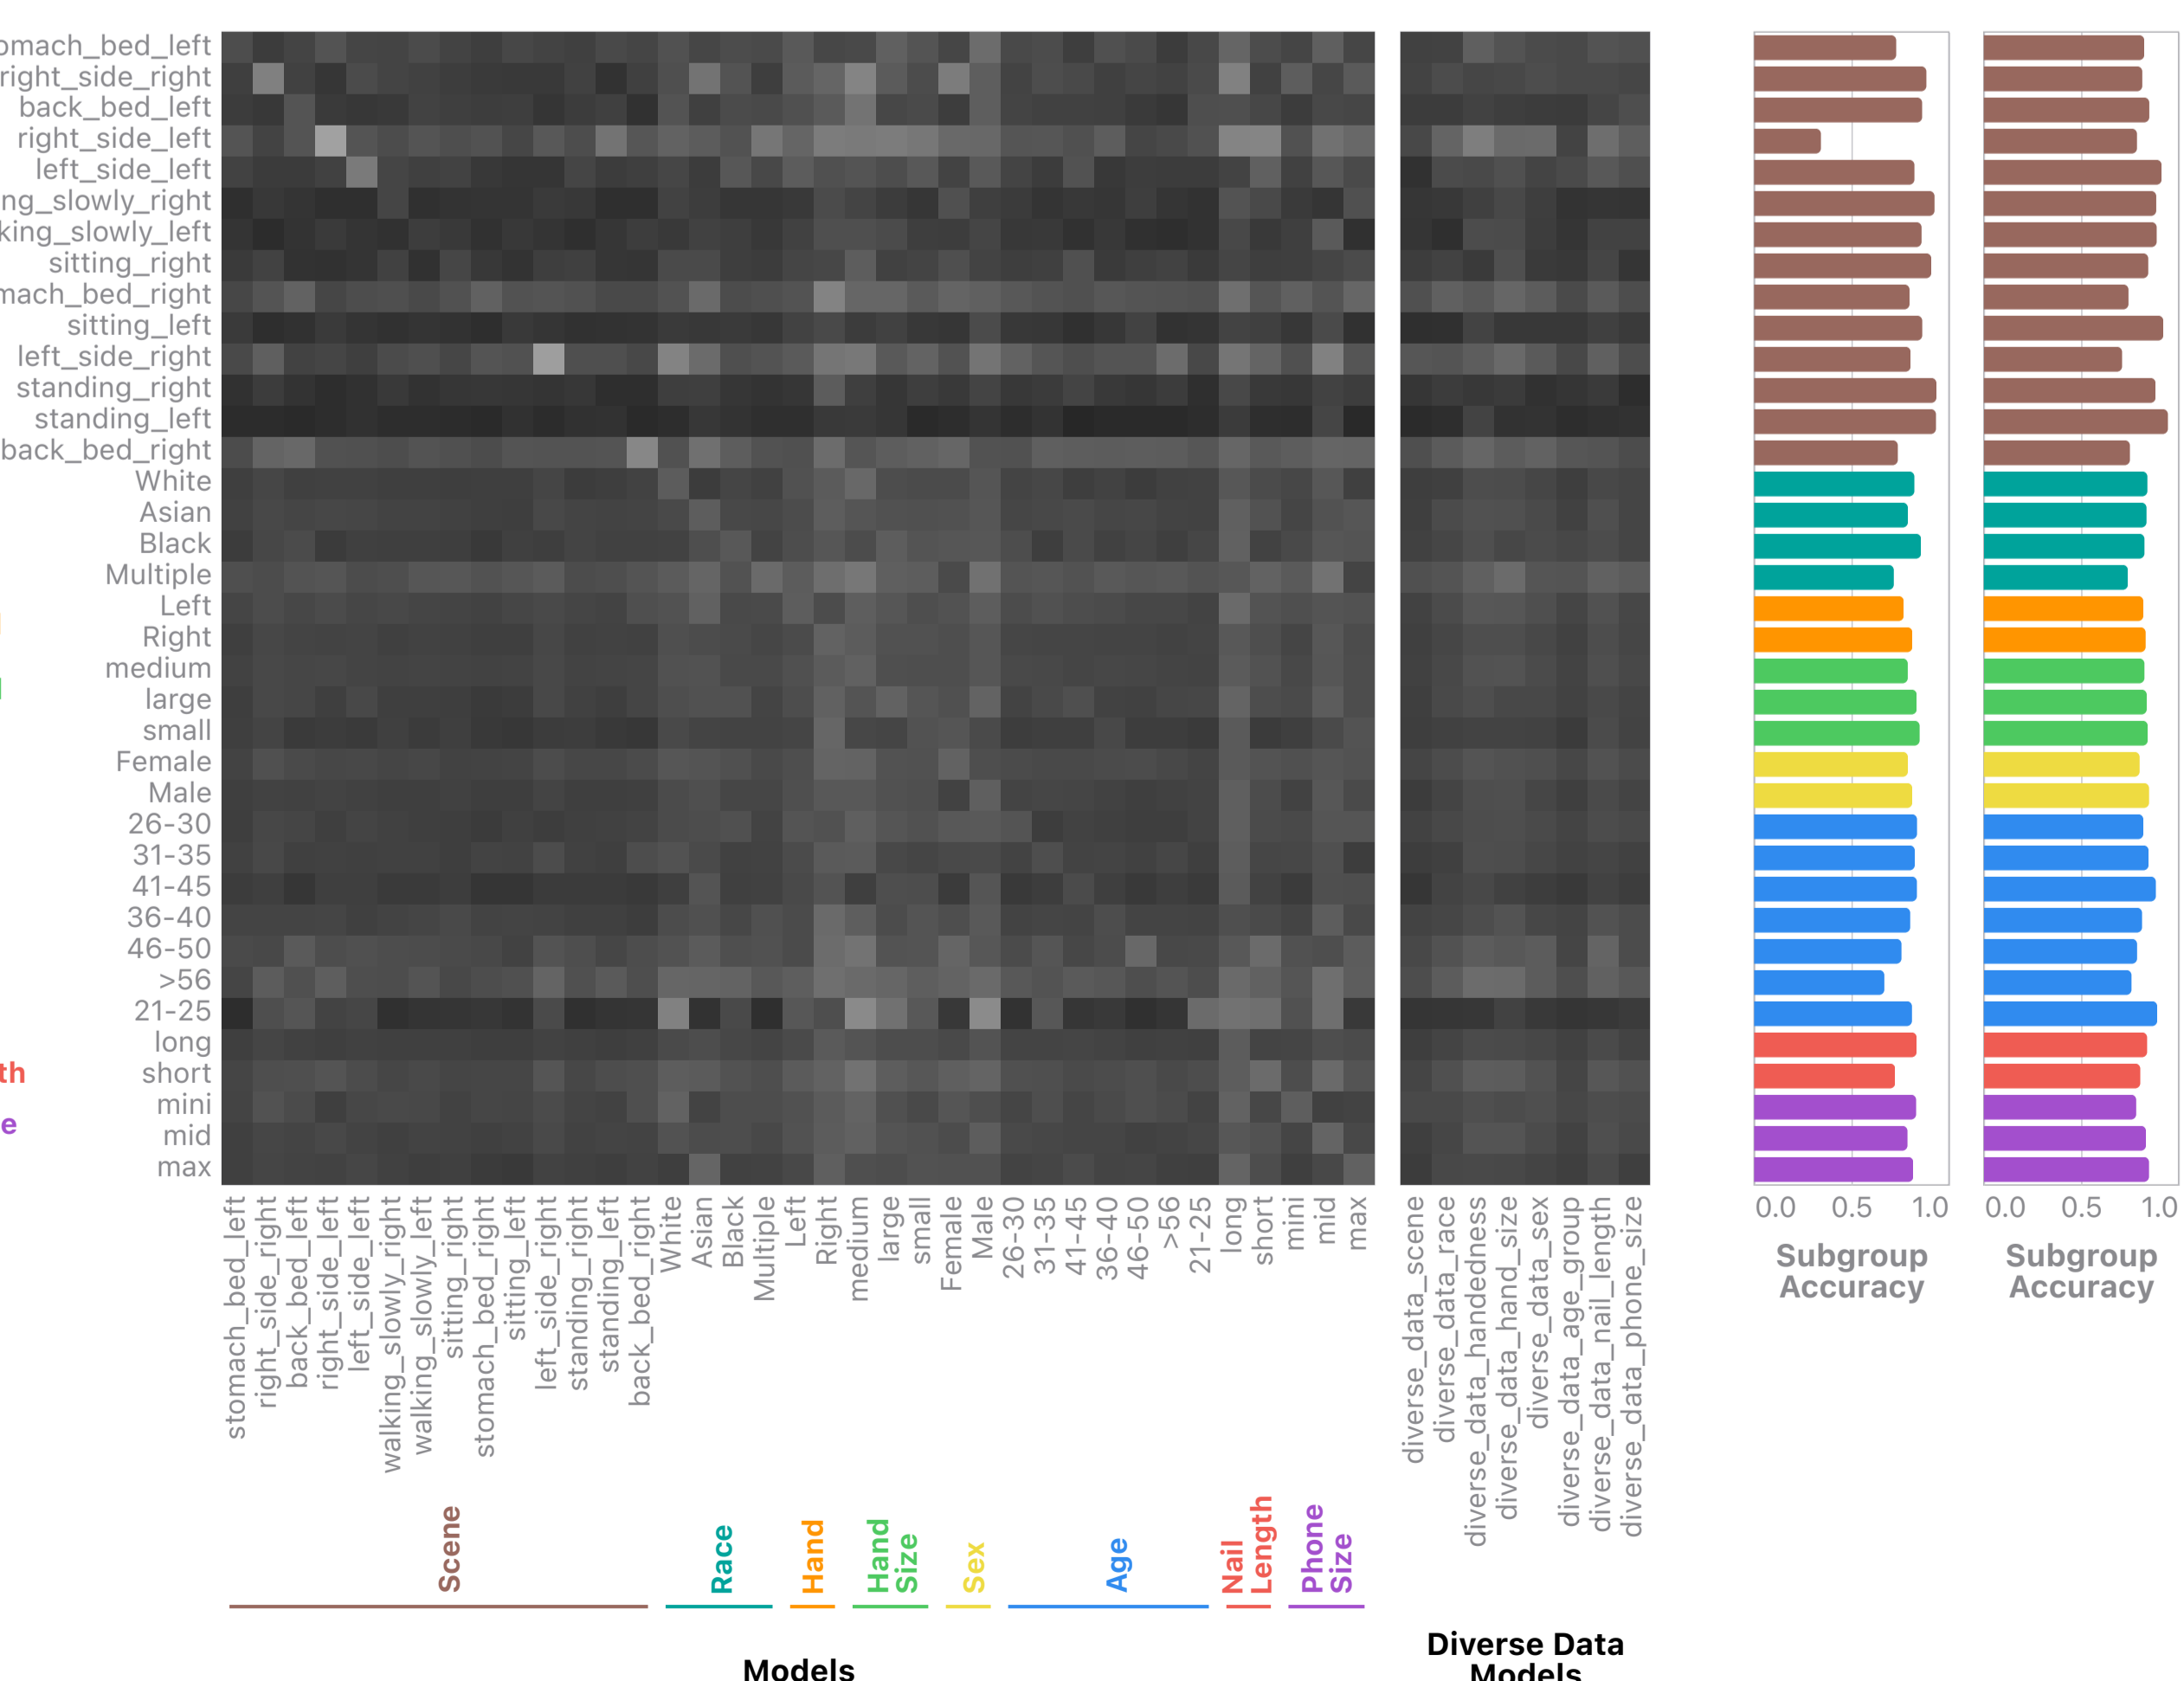 omach_bed_left
right_side_right
back_bed_left
right_side_left
left_side_left
ng_slowly_right
king_slowly_left
sitting_right
mach_bed_right
sitting_left
left_side_right
standing_right
standing_left
back_bed_right
White
Asian
Black
Multiple
Left
Right
medium
large
small
Female
Male
26-30
31-35
41-45
36-40
46-50
>56
21-25
long
short
mini
mid
max
th
e
stomach_bed_left
right_side_right
back_bed_left
right_side_left
left_side_left
walking_slowly_right
walking_slowly_left
sitting_right
stomach_bed_right
sitting_left
left_side_right
standing_right
standing_left
back_bed_right
White
Asian
Black
Multiple
Left
Right
medium
large
small
Female
Male
26-30
31-35
41-45
36-40
46-50
>56
21-25
long
short
mini
mid
max
diverse_data_scene
diverse_data_race
diverse_data_handedness
diverse_data_hand_size
diverse_data_sex
diverse_data_age_group
diverse_data_nail_length
diverse_data_phone_size
0.0 0.5 1.0
Subgroup
Accuracy
0.0 0.5 1.0
Subgroup
Accuracy
Scene
Race
Hand
Hand
Size
Sex
Age
Nail
Length
Phone
Size
Models
Diverse Data
Models